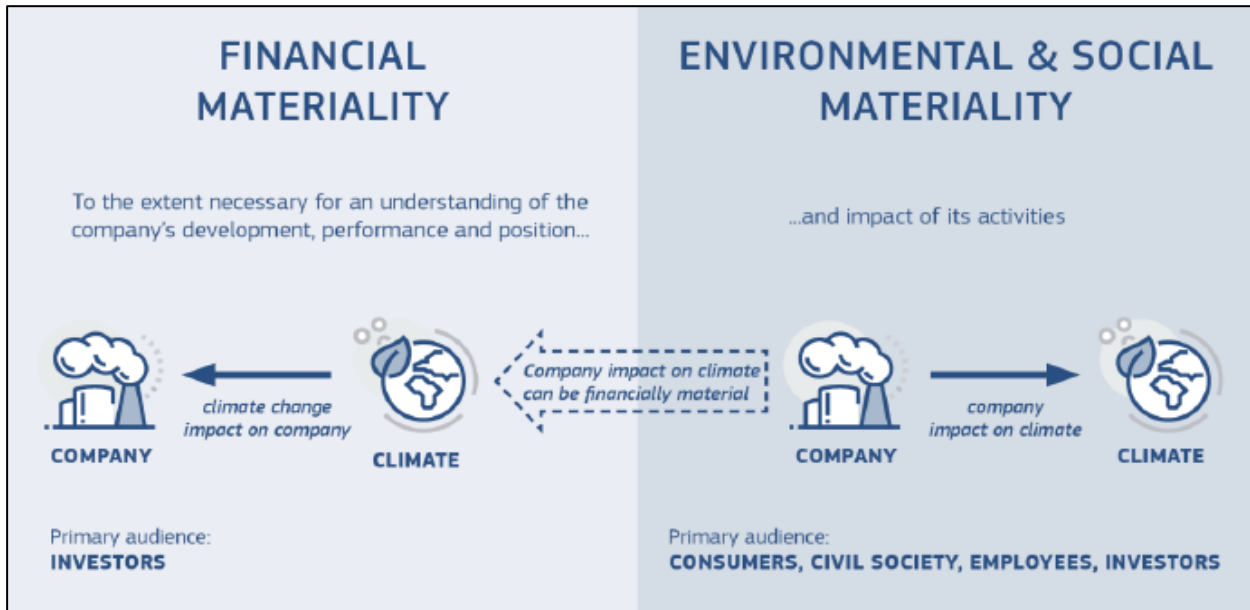 FINANCIAL
MATERIALITY
To the extent necessary for an understanding of the
company's development, performance and position...
climate change
impact on company
COMPANY
CLIMATE
Primary audience:
INVESTORS
Company impact on climate
can be financially material
ENVIRONMENTAL & SOCIAL
MATERIALITY
...and impact of its activities
company
impact on climate
COMPANY
CLIMATE
Primary audience:
CONSUMERS, CIVIL SOCIETY, EMPLOYEES, INVESTORS